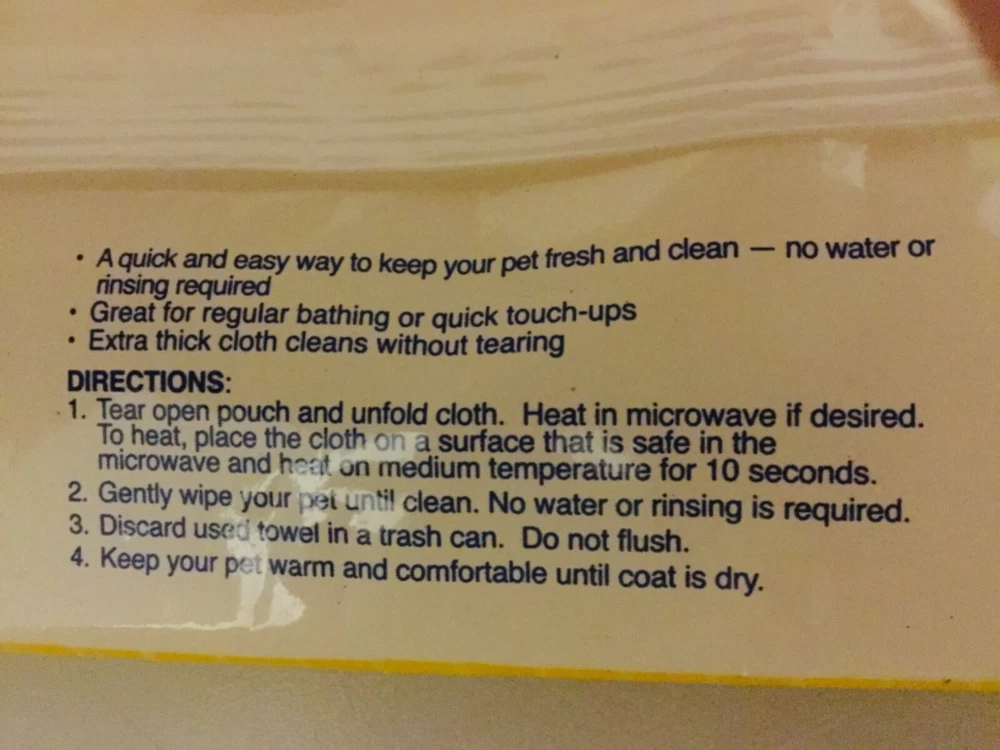 • A quick and easy way to keep your pet fresh and clean — no water or
rinsing required
• Great for regular bathing or quick touch-ups
• Extra thick cloth cleans without tearing
DIRECTIONS:
1. Tear open pouch and unfold cloth. Heat in microwave if desired.
To heat, place the cloth on a surface that is safe in the
microwave and heat on medium temperature for 10 seconds.
2. Gently wipe your pet until clean. No water or rinsing is required.
3. Discard used towel in a trash can. Do not flush.
4. Keep your pet warm and comfortable until coat is dry.